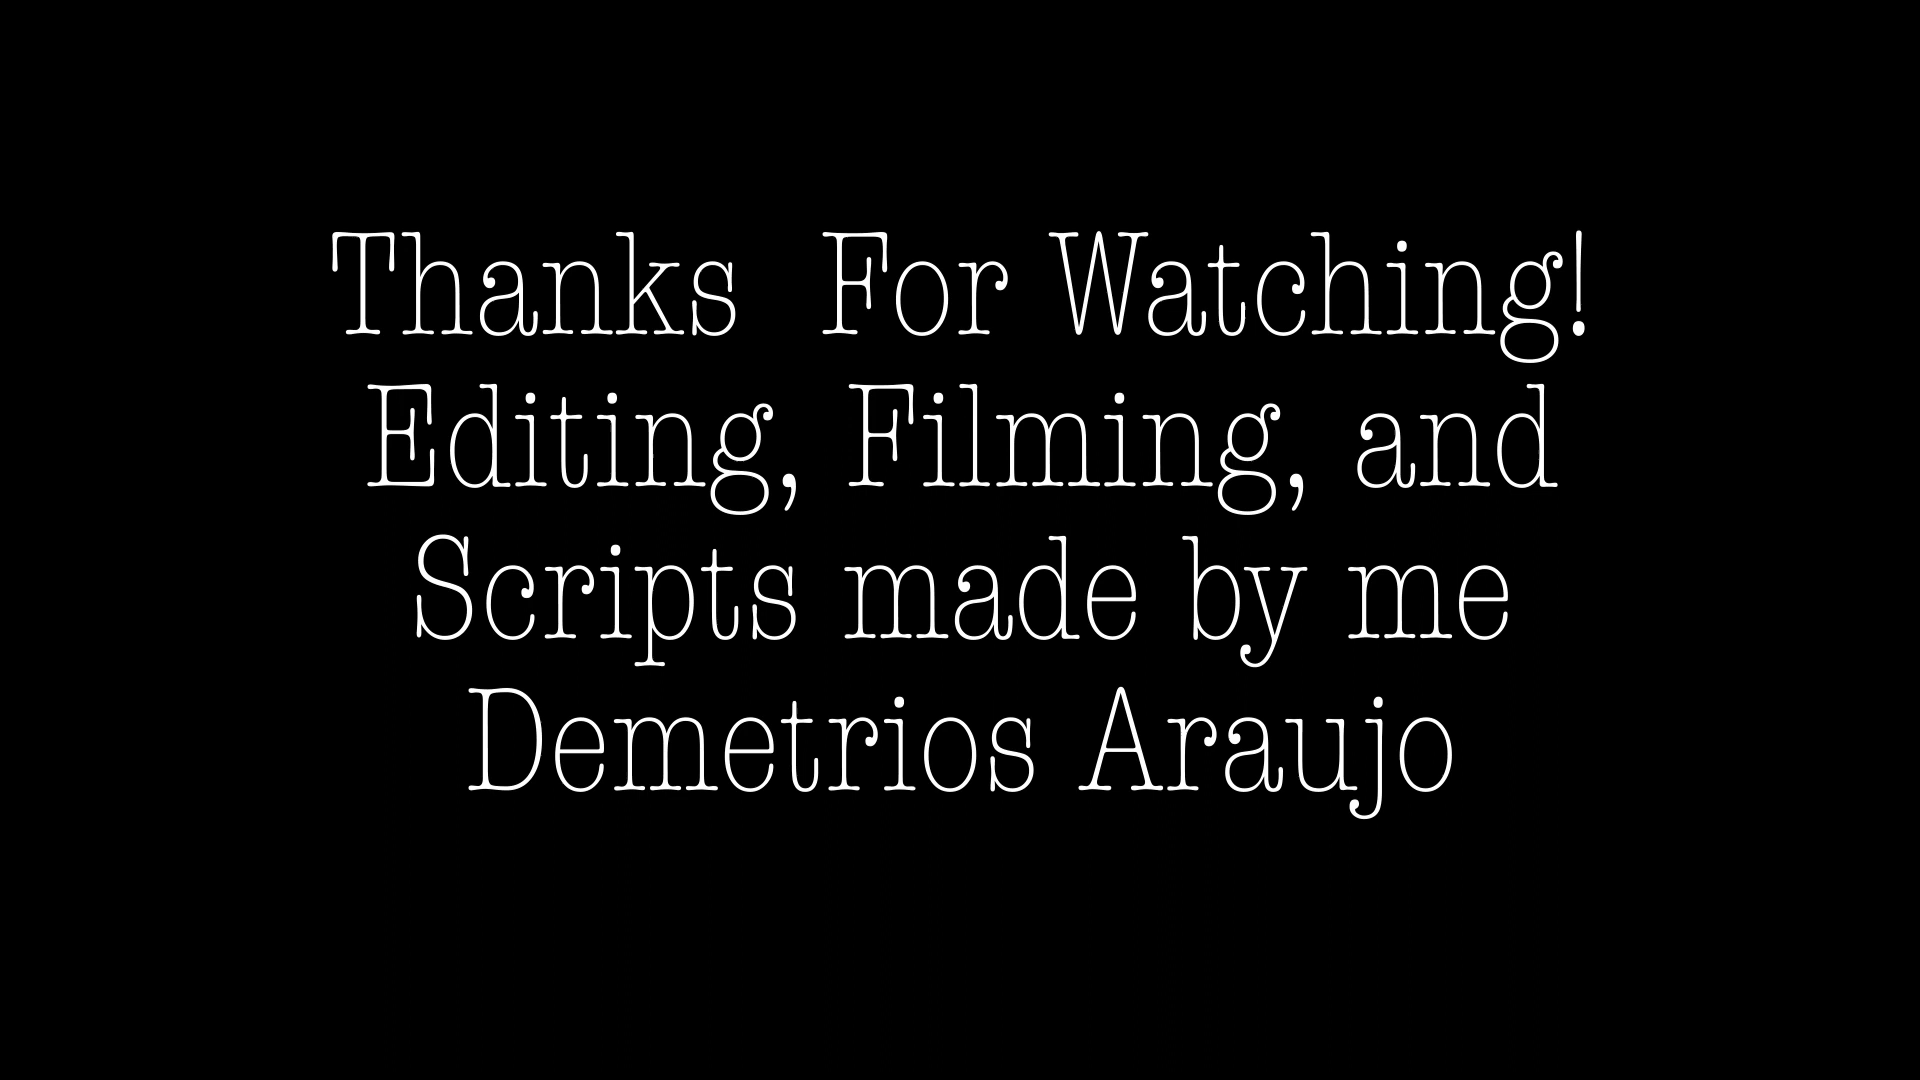 Thanks  For Watching!
Editing, Filming, and
Scripts made by me
Demetrios Araujo